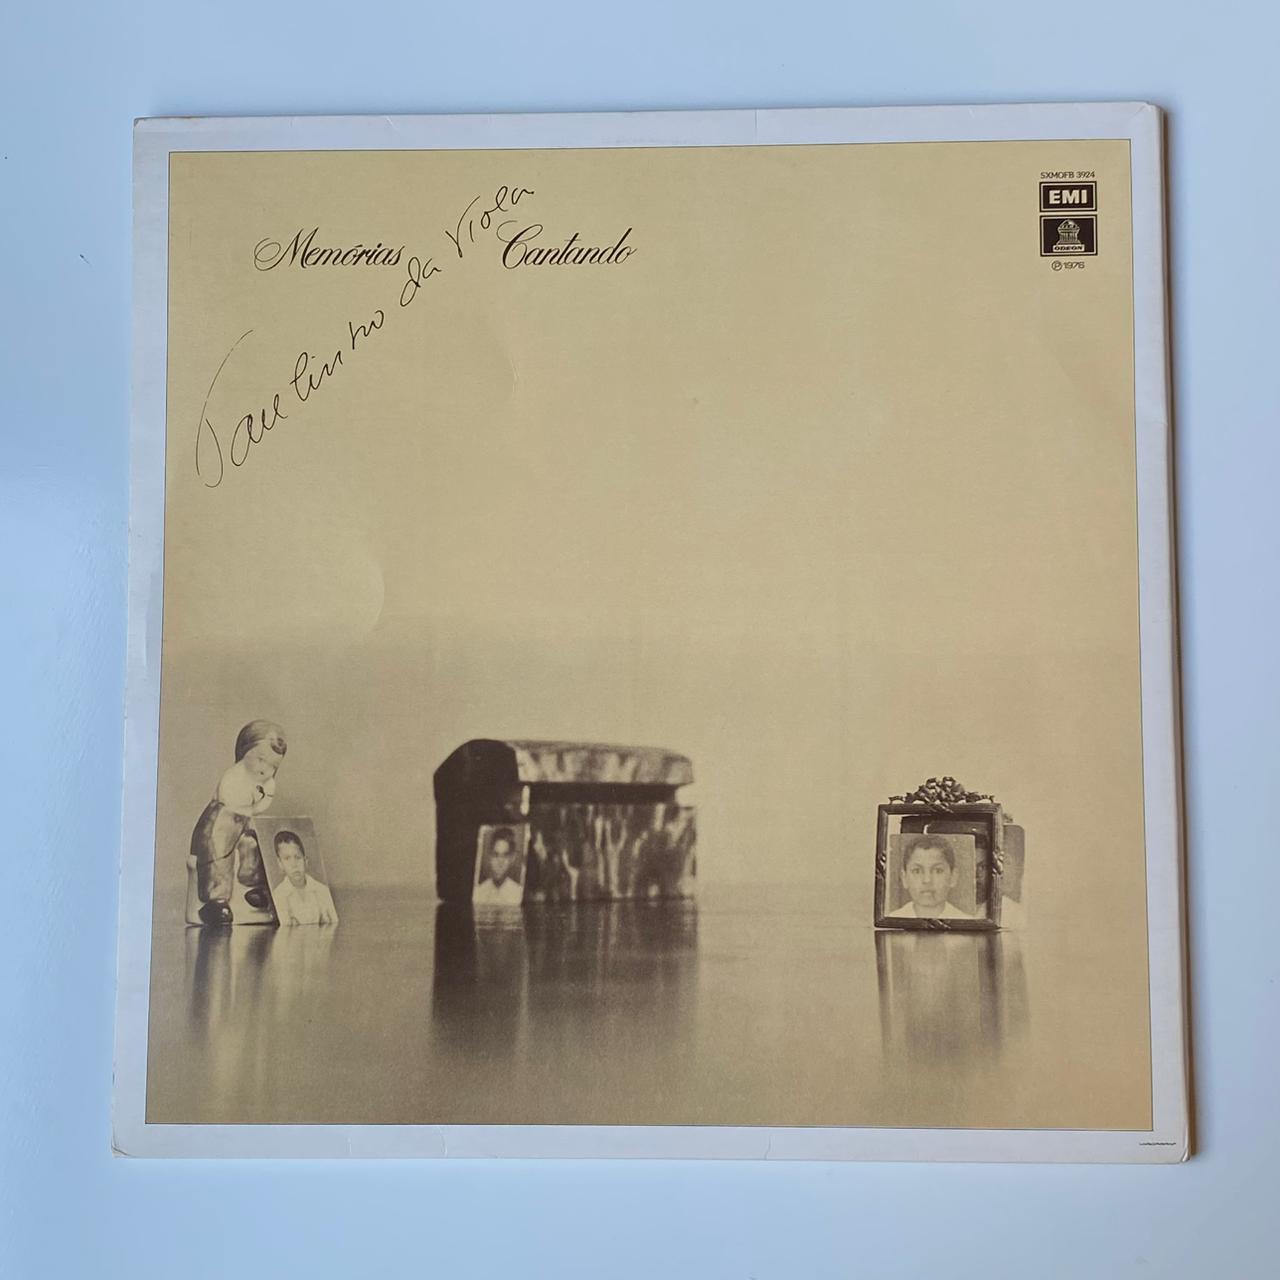 Memórias Cantando
Paulinho da Viola
SXMOFB 3924
EMI
ODEON
℗ 1976